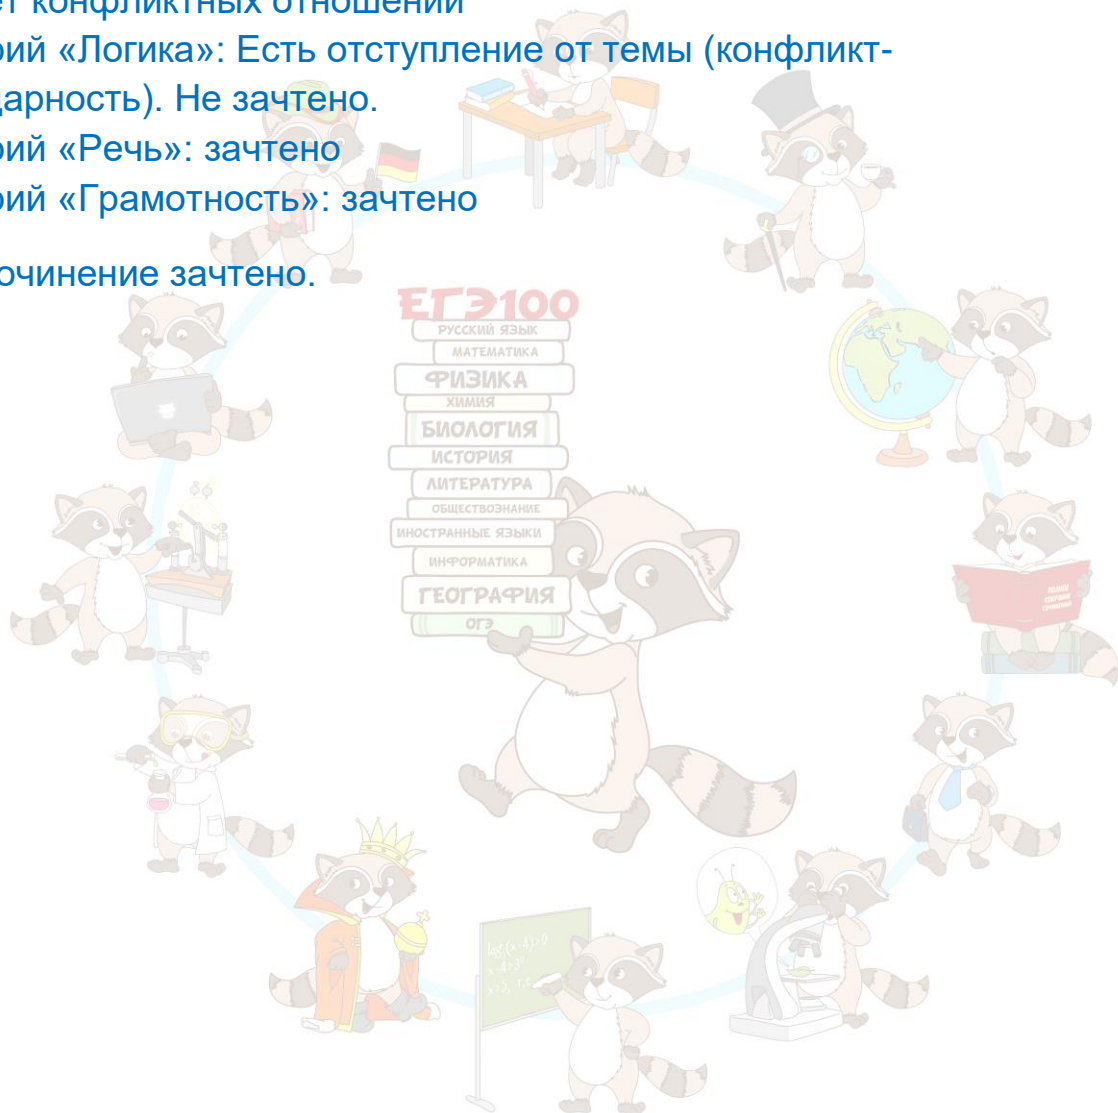 ет конфликтных отношений
рий «Логика»: Есть отступление от темы (конфликт-
дарность). Не зачтено.
рий «Речь»: зачтено
рий «Грамотность»: зачтено
очинение зачтено.
ЕГЭ100
РУССКИЙ ЯЗЫК
МАТЕМАТИКА
ФИЗИКА
ХИМИЯ
БИОЛОГИЯ
ИСТОРИЯ
ЛИТЕРАТУРА
ОБЩЕСТВОЗНАНИЕ
ИНОСТРАННЫЕ ЯЗЫКИ
ИНФОРМАТИКА
ГЕОГРАФИЯ
ОГЭ